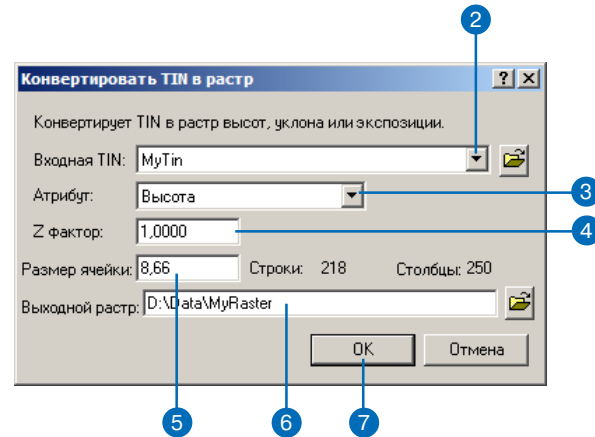 2
Конвертировать TIN в растр
Конвертирует TIN в растр высот, уклона или экспозиции.
Входная TIN: MyTin
Атрибут: Высота 3
Z фактор: 1,0000 4
Размер ячейки: 8,66 Строки: 218 Столбцы: 250
Выходной растр: D:\Data\MyRaster
OK Отмена
5 6 7